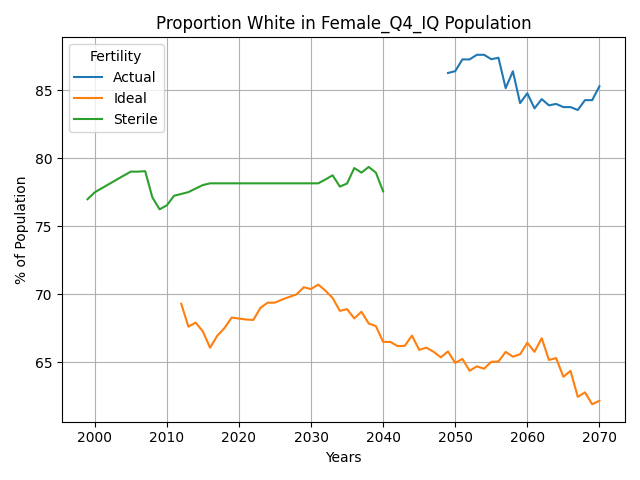 Proportion White in Female_Q4_IQ Population
Fertility
Actual
Ideal
Sterile
% of Population
85
80
75
70
65
2000 2010 2020 2030 2040 2050 2060 2070
Years